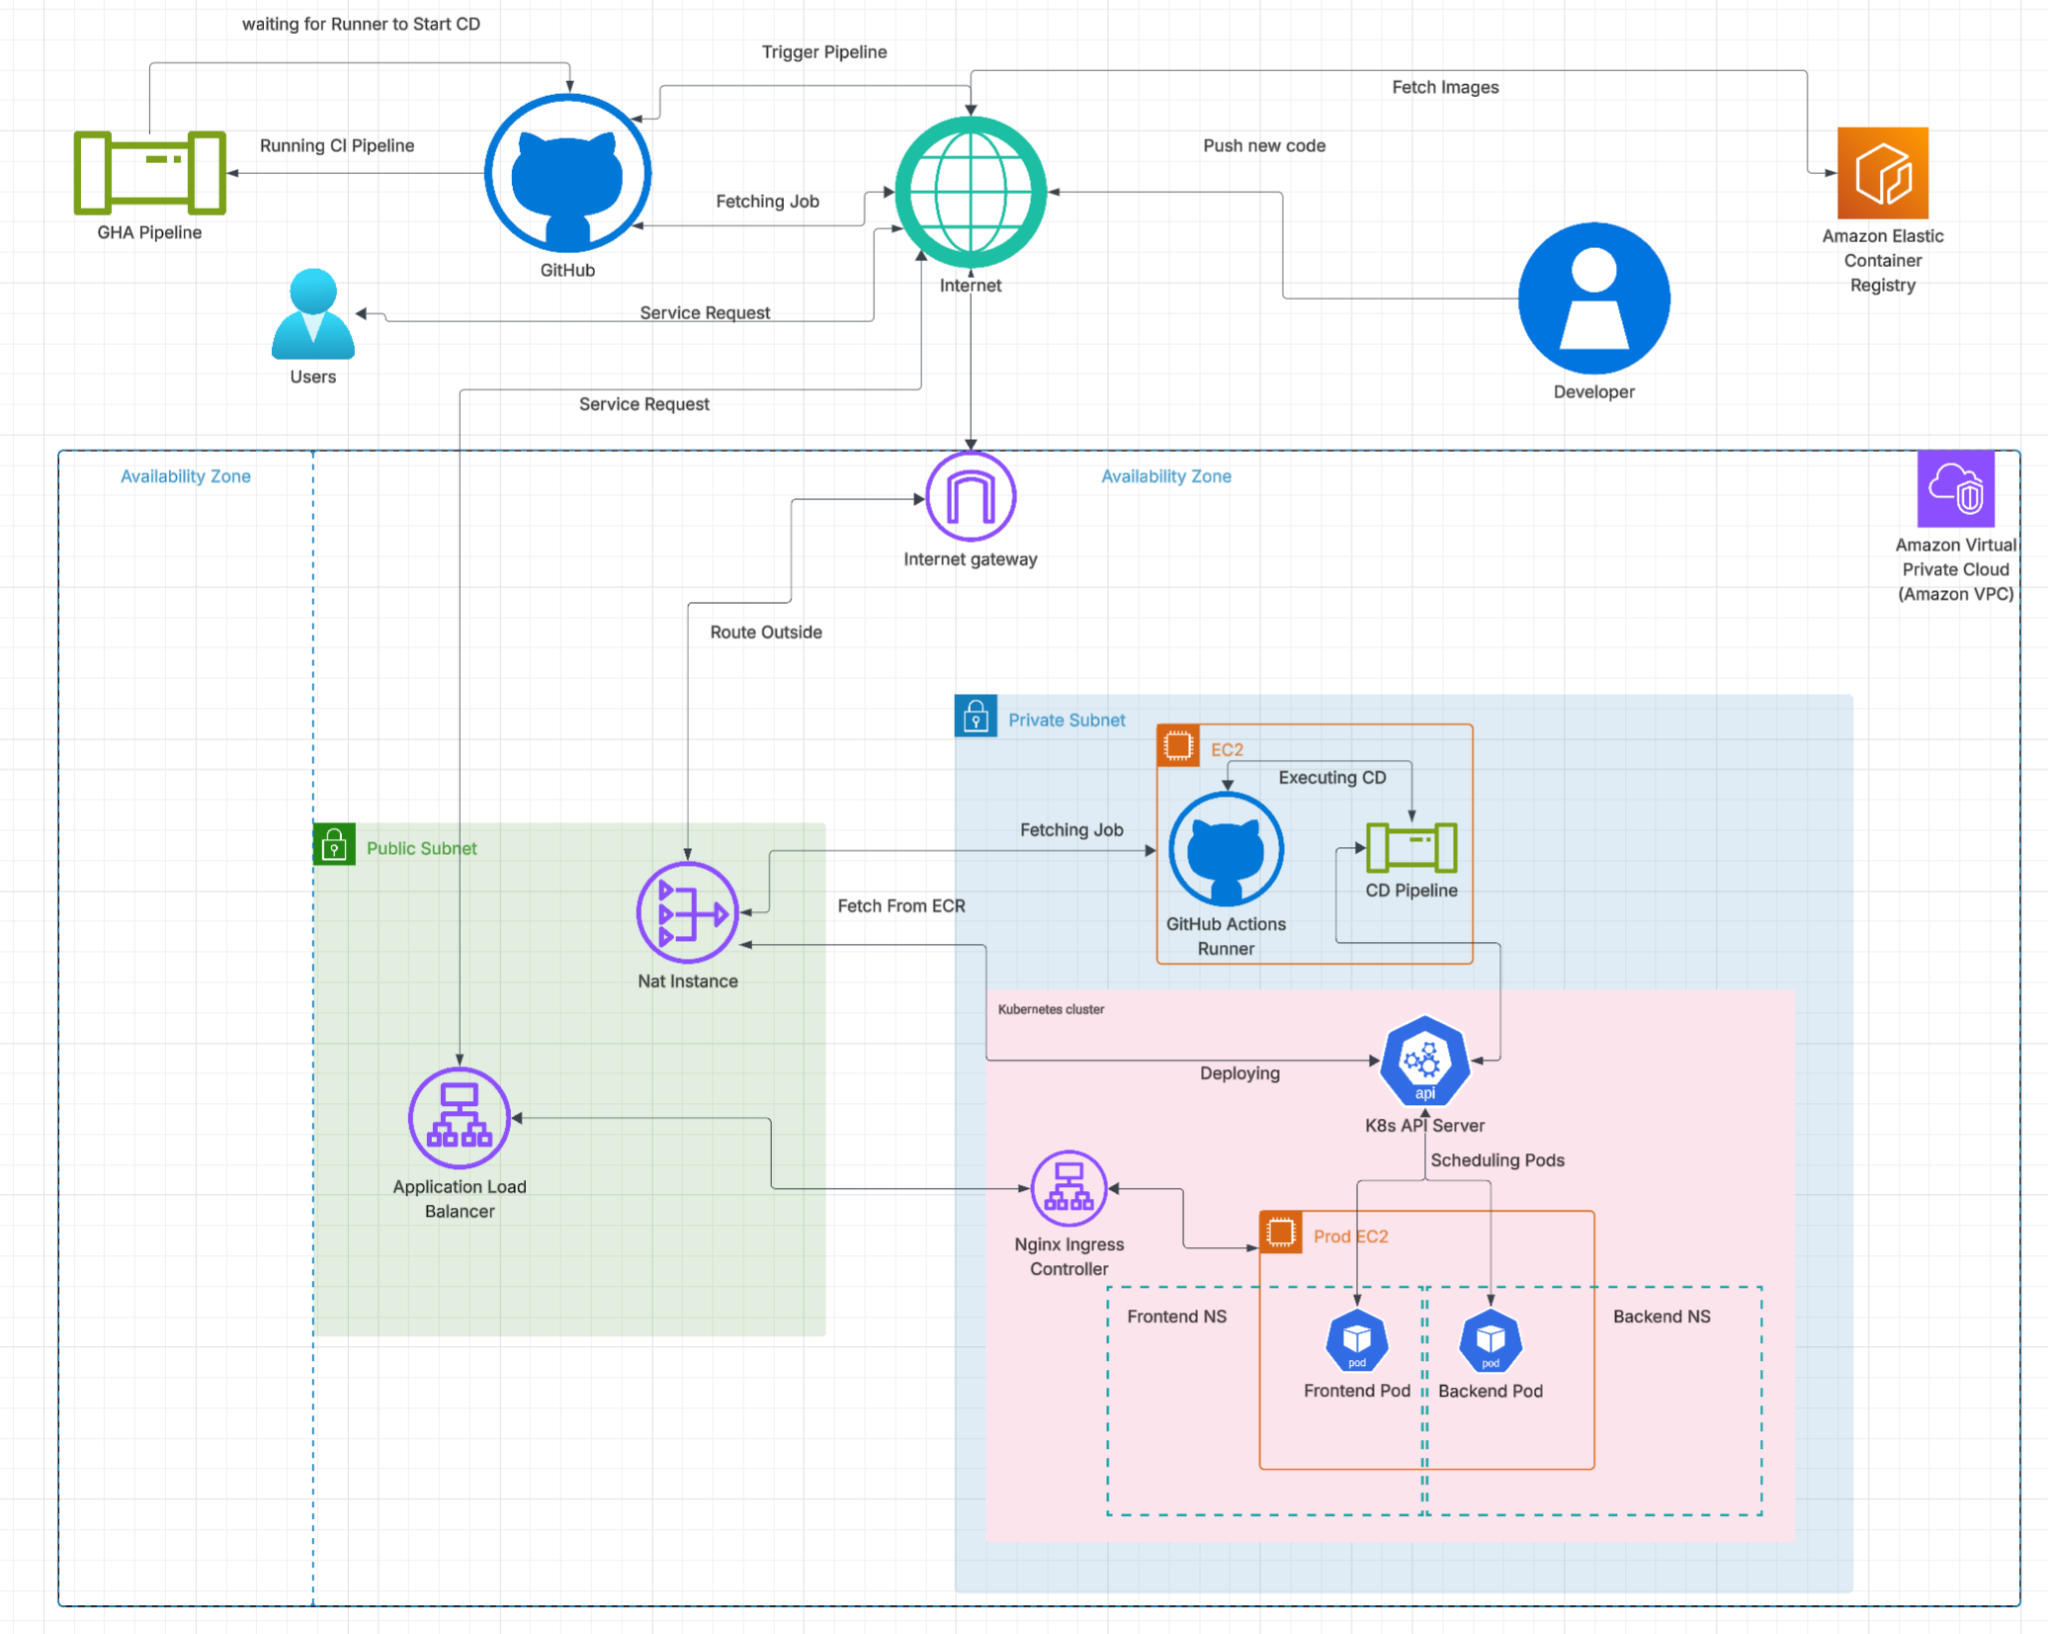 waiting for Runner to Start CD
Trigger Pipeline
Fetch Images
Push new code
Running CI Pipeline
Fetching Job
GHA Pipeline
GitHub
Internet
Amazon Elastic
Container
Registry
Service Request
Users
Developer
Service Request
Availability Zone
Availability Zone
Internet gateway
Amazon Virtual
Private Cloud
(Amazon VPC)
Route Outside
Private Subnet
EC2
Executing CD
Fetching Job
Public Subnet
CD Pipeline
Fetch From ECR
GitHub Actions
Runner
Nat Instance
Kubernetes cluster
Deploying
api
K8s API Server
Scheduling Pods
Application Load
Balancer
Nginx Ingress
Controller
Prod EC2
Frontend NS
Backend NS
pod
pod
Frontend Pod
Backend Pod